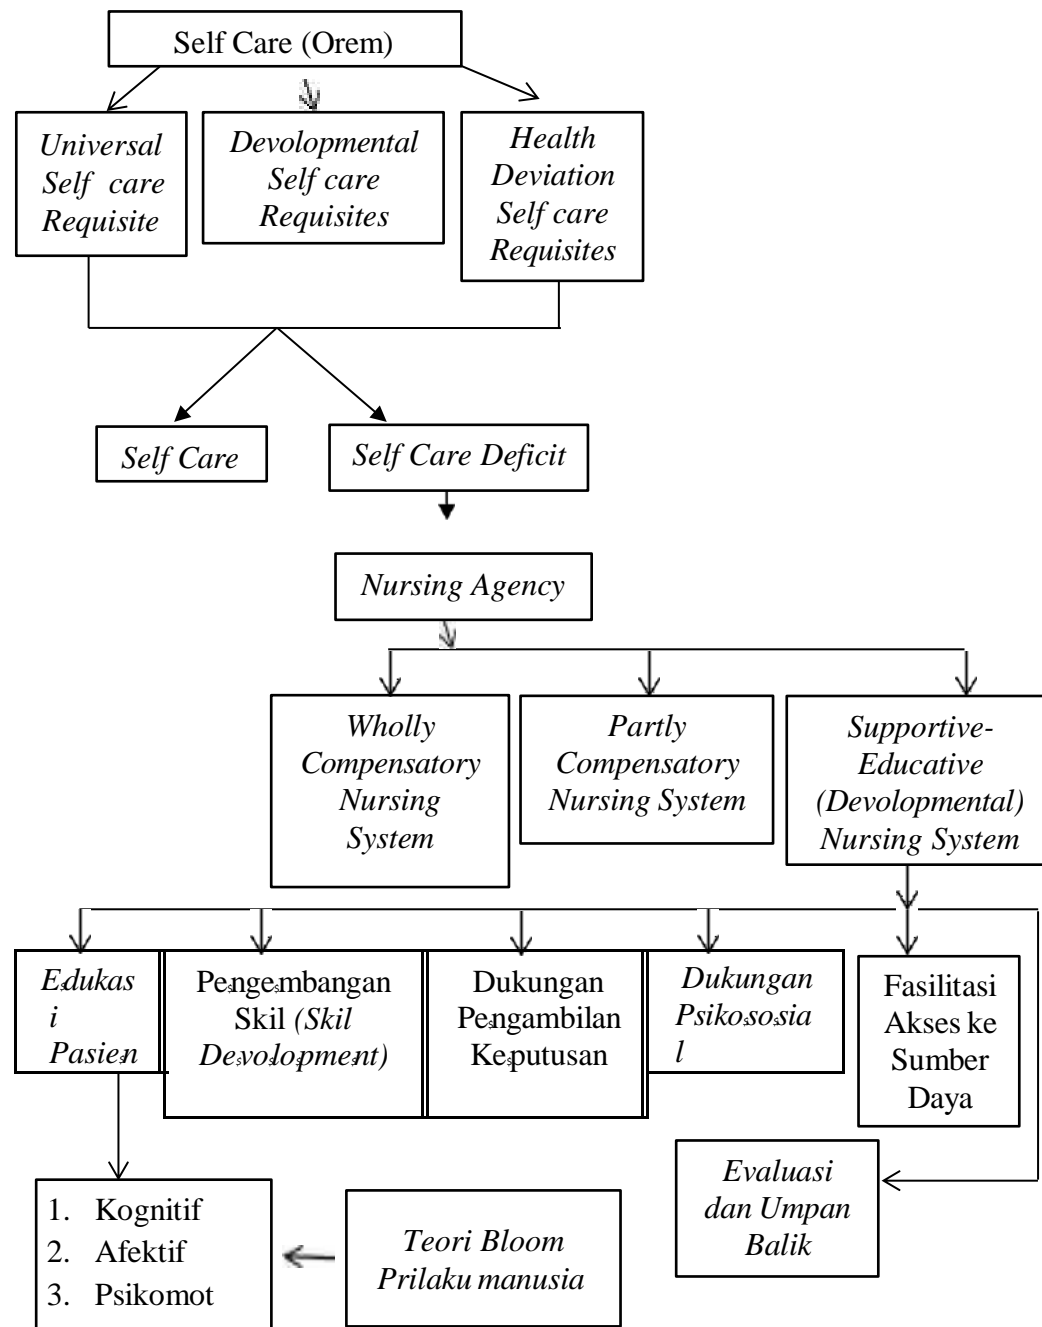 Self Care (Orem)
Universal
Self care
Requisite
Devolopmental
Self care
Requisites
Health
Deviation
Self care
Requisites
Self Care
Self Care Deficit
Nursing Agency
Wholly
Compensatory
Nursing
System
Partly
Compensatory
Nursing System
Supportive-
Educative
(Devolopmental)
Nursing System
Edukas
i
Pasien
Pengembangan
Skil (Skil
Devolopment)
Dukungan
Pengambilan
Keputusan
Dukungan
Psikososia
l
Fasilitasi
Akses ke
Sumber
Daya
Evaluasi
dan Umpan
Balik
1. Kognitif
2. Afektif
3. Psikomot
Teori Bloom
Prilaku manusia